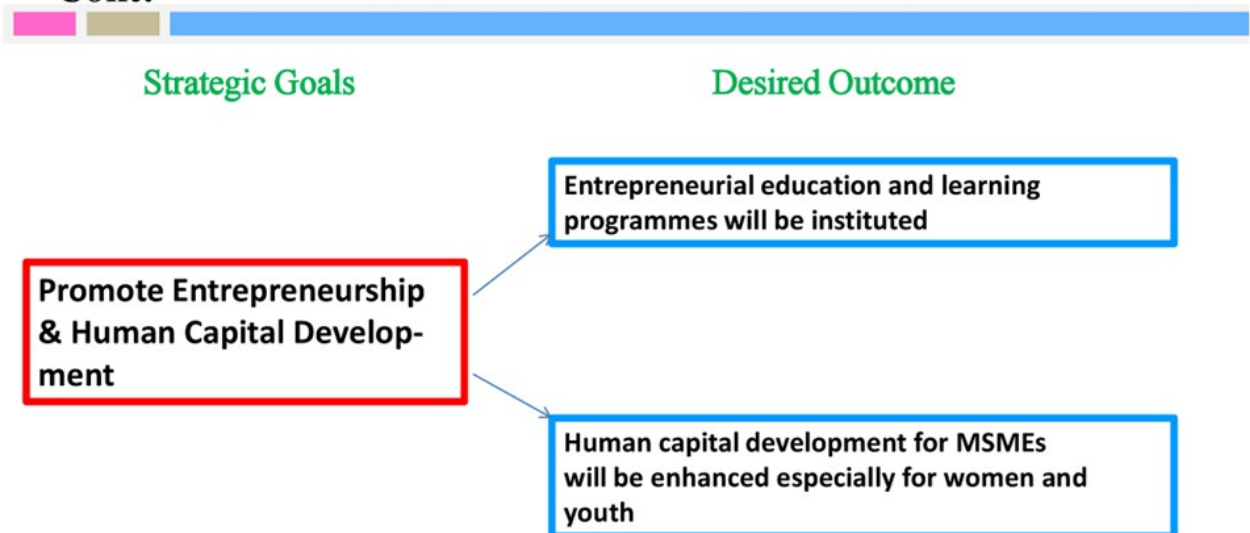 Cont.
Strategic Goals
Desired Outcome
Entrepreneurial education and learning
programmes will be instituted
Promote Entrepreneurship
& Human Capital Develop-
ment
Human capital development for MSMEs
will be enhanced especially for women and
youth